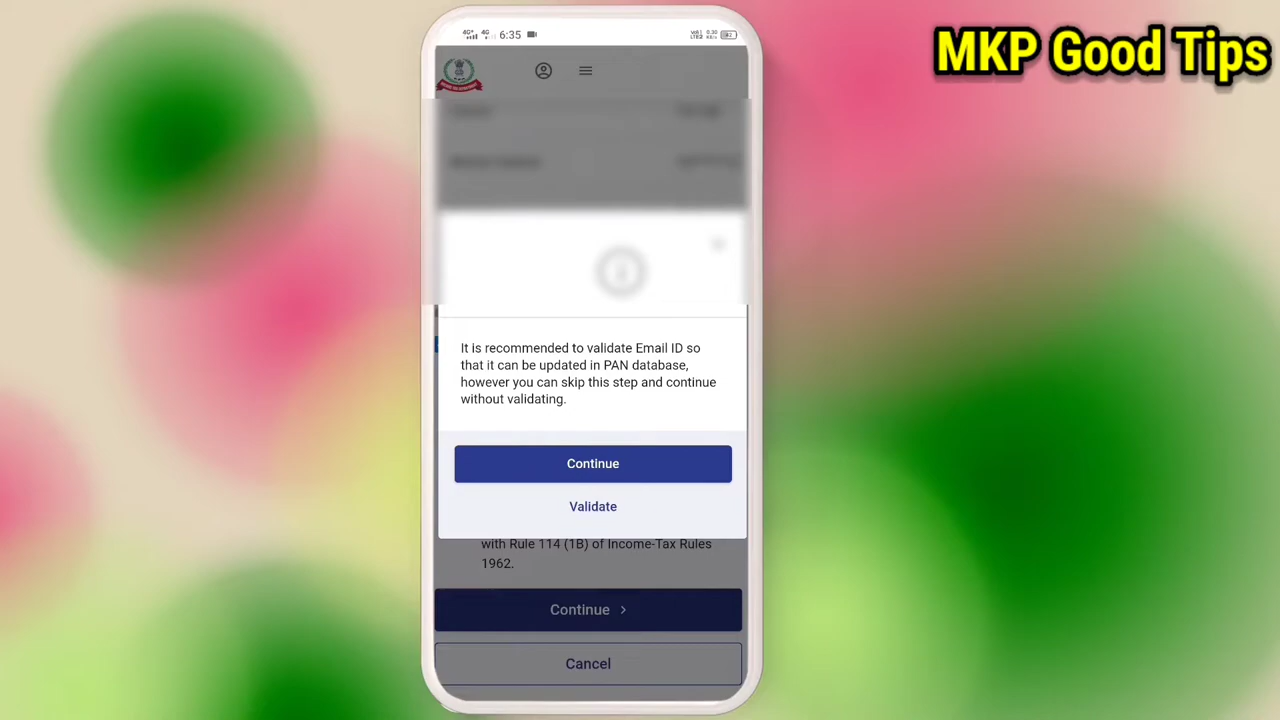 MKP Good Tips
6:35
It is recommended to validate Email ID so
that it can be updated in PAN database,
however you can skip this step and continue
without validating.
Continue
Validate
with Rule 114 (1B) of Income-Tax Rules
1962.
Continue
Cancel